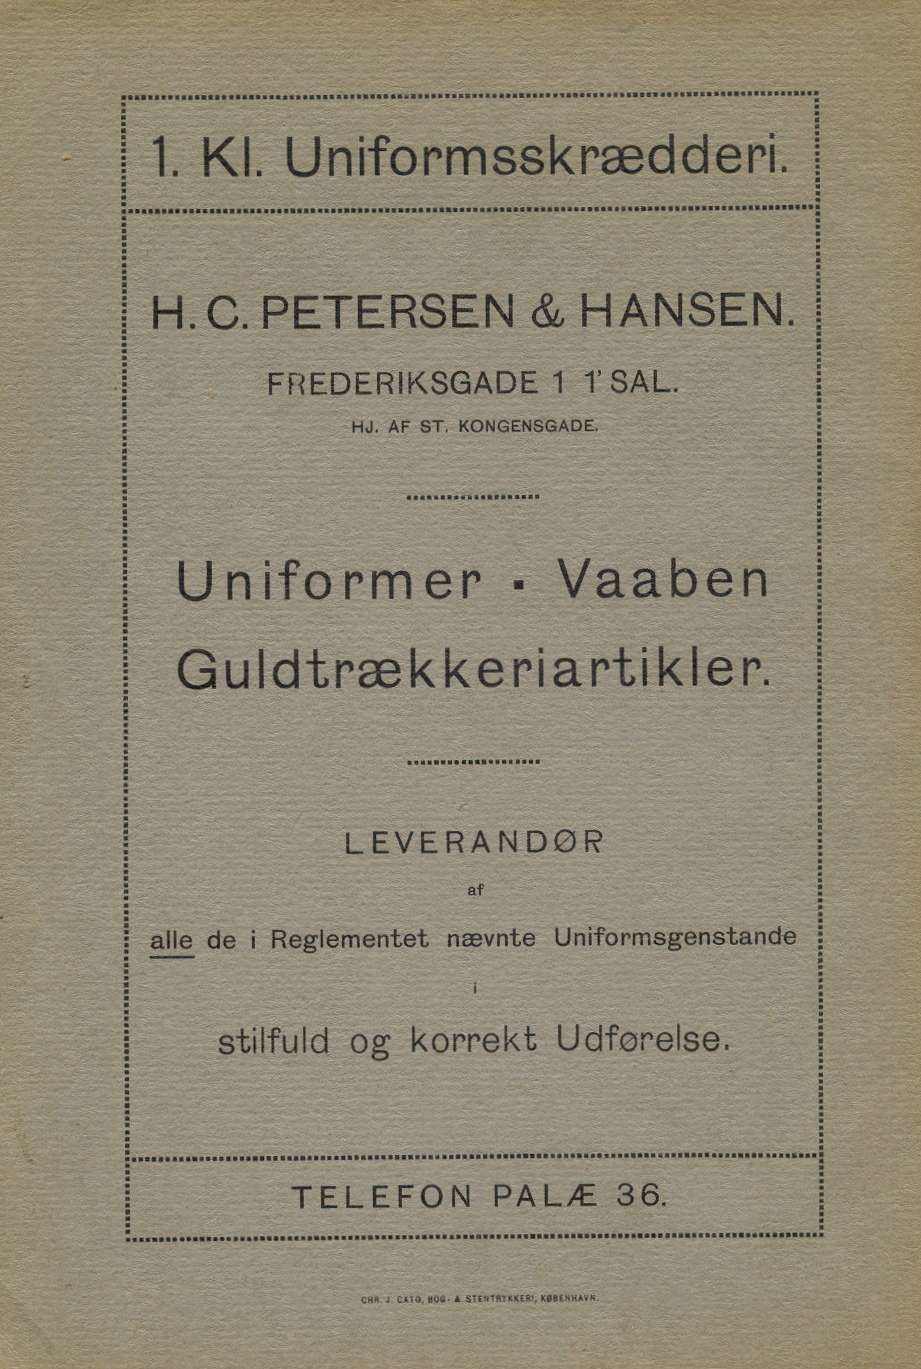 1. Kl. Uniformsskrædderi.
H. C. PETERSEN & HANSEN.
FREDERIKSGADE 1 1' SAL.
HJ. AF ST. KONGENSGADE.
Uniformer ▪ Vaaben
Guldtrækkeriartikler.
LEVERANDØR
af
alle de i Reglementet nævnte Uniformsgenstande
i
stilfuld og korrekt Udførelse.
TELEFON PALÆ 36.
CHR. J. CATO, BOG- & STENTRYKKERI, KØBENHAVN.